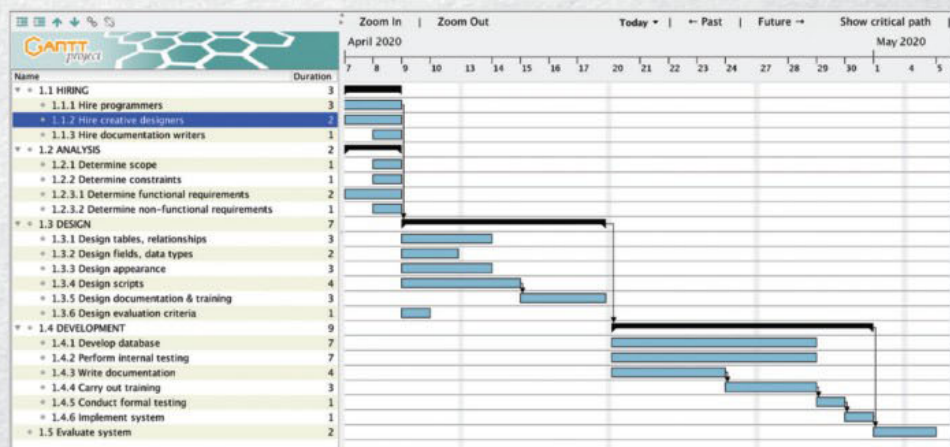 Zoom In | Zoom Out Today ▾ | ← Past | Future → Show critical path
GANTT project
April 2020 May 2020
Name Duration 7 8 9 10 13 14 15 16 17 20 21 22 23 24 27 28 29 30 1 4 5
1.1 HIRING 3
1.1.1 Hire programmers 3
1.1.2 Hire creative designers 2
1.1.3 Hire documentation writers 1
1.2 ANALYSIS 2
1.2.1 Determine scope 1
1.2.2 Determine constraints 1
1.2.3.1 Determine functional requirements 2
1.2.3.2 Determine non-functional requirements 1
1.3 DESIGN 7
1.3.1 Design tables, relationships 3
1.3.2 Design fields, data types 2
1.3.3 Design appearance 3
1.3.4 Design scripts 4
1.3.5 Design documentation & training 3
1.3.6 Design evaluation criteria 1
1.4 DEVELOPMENT 9
1.4.1 Develop database 7
1.4.2 Perform internal testing 7
1.4.3 Write documentation 4
1.4.4 Carry out training 3
1.4.5 Conduct formal testing 1
1.4.6 Implement system 1
1.5 Evaluate system 2